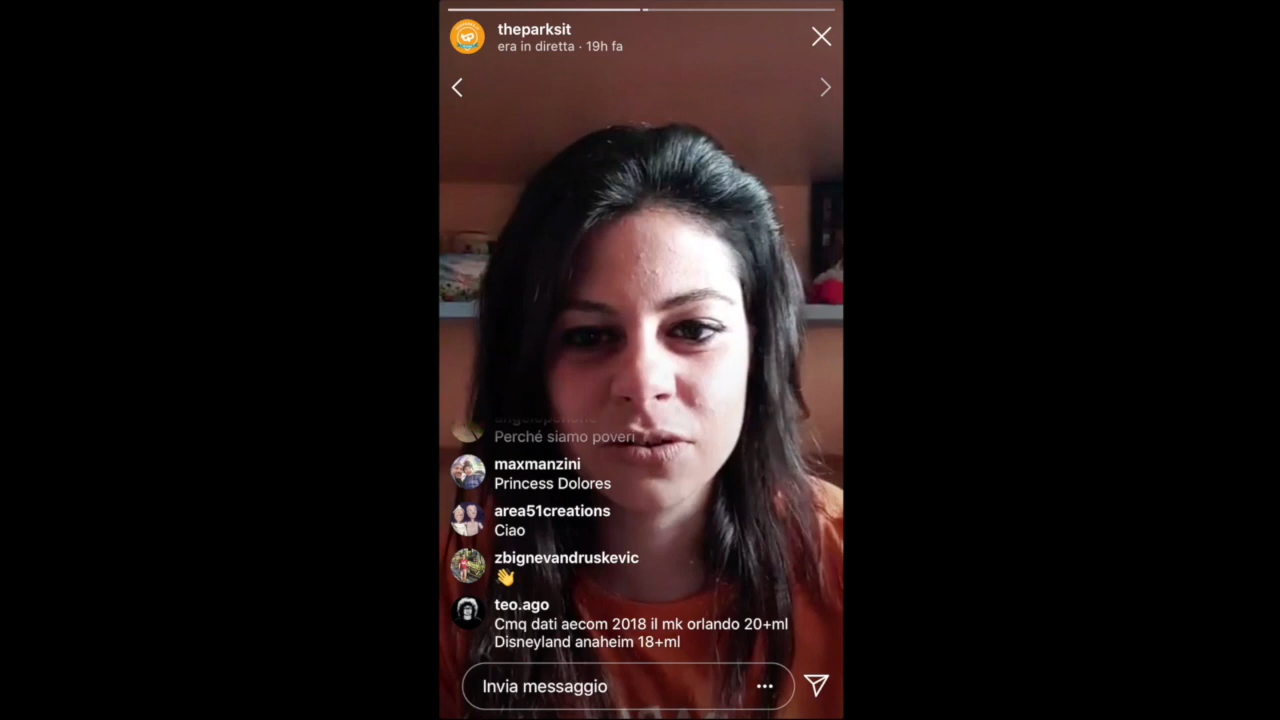 theparksit
era in diretta · 19h fa
Perché siamo poveri
maxmanzini
Princess Dolores
area51creations
Ciao
zbignevandruskevic
👋
teo.ago
Cmq dati aecom 2018 il mk orlando 20+ml
Disneyland anaheim 18+ml
Invia messaggio